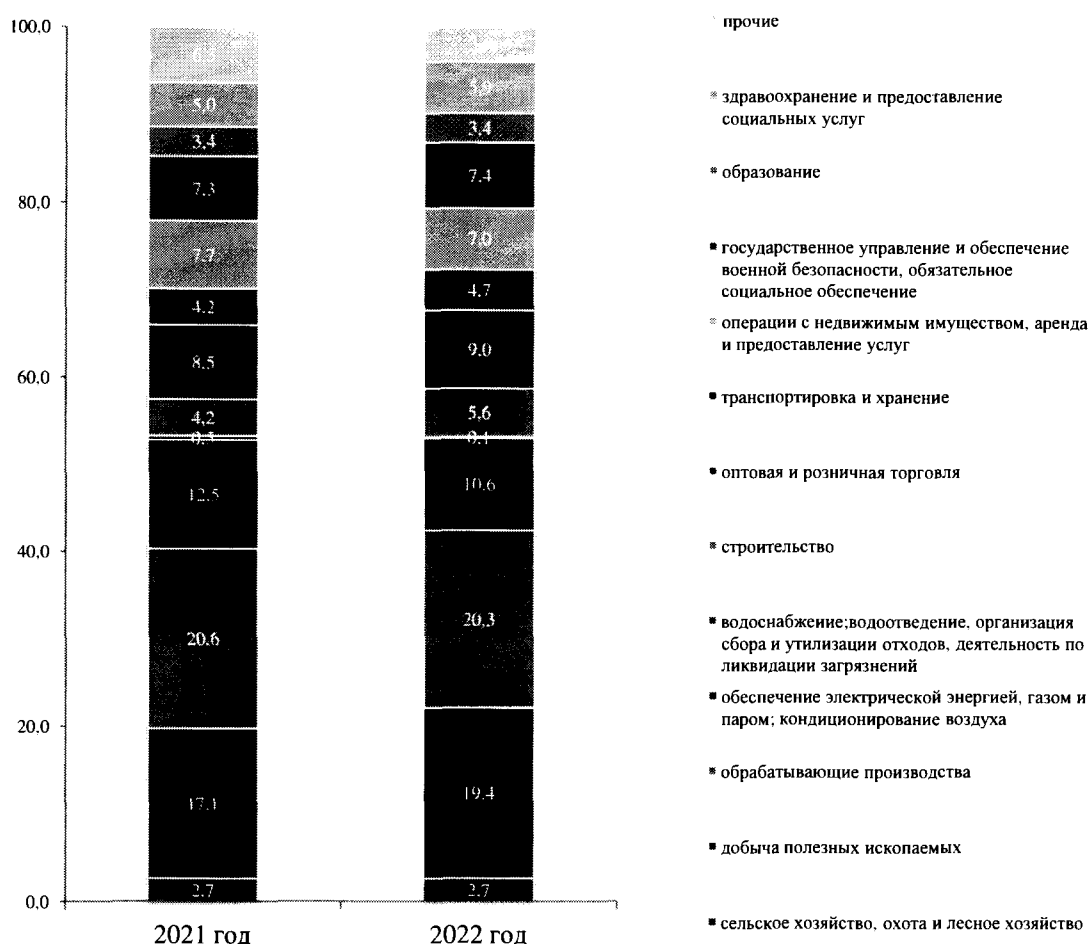 100.0
80,0
60.0
40.0
20.0
0.0
5,0
3,4
7.3
7.7
4.2
8.5
4,2
12.5
20.6
17.1
2.7
2021 год
3,4
7.4
7.0
4.7
9.0
5,6
10.6
20,3
19.4
2.7
2022 год
прочие
здравоохранение и предоставление
социальных услуг
образование
государственное управление и обеспечение
военной безопасности, обязательное
социальное обеспечение
операции с недвижимым имуществом, аренда
и предоставление услуг
транспортировка и хранение
оптовая и розничная торговля
строительство
водоснабжение;водоотведение, организация
сбора и утилизации отходов, деятельность по
ликвидации загрязнений
обеспечение электрической энергией, газом и
паром; кондиционирование воздуха
обрабатывающие производства
добыча полезных ископаемых
сельское хозяйство, охота и лесное хозяйство